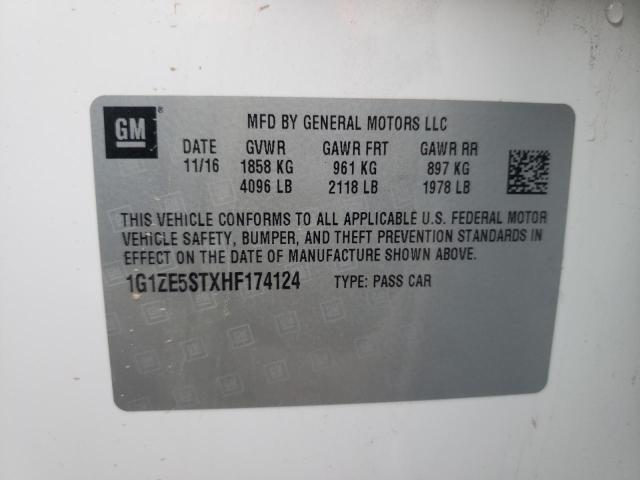 GM
MFD BY GENERAL MOTORS LLC
DATE GVWR GAWR FRT GAWR RR
11/16 1858 KG 961 KG 897 KG
4096 LB 2118 LB 1978 LB
THIS VEHICLE CONFORMS TO ALL APPLICABLE U.S. FEDERAL MOTOR
VEHICLE SAFETY, BUMPER, AND THEFT PREVENTION STANDARDS IN
EFFECT ON THE DATE OF MANUFACTURE SHOWN ABOVE.
1G1ZE5STXHF174124 TYPE: PASS CAR